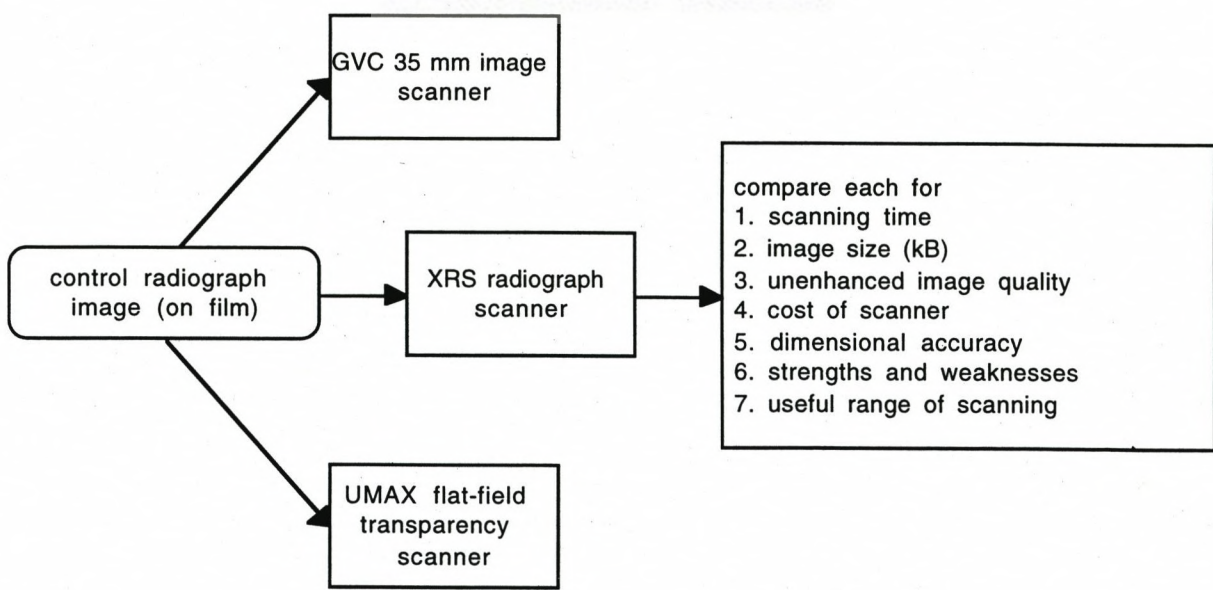 GVC 35 mm image
scanner
control radiograph
image (on film)
XRS radiograph
scanner
UMAX flat-field
transparency
scanner
compare each for
1. scanning time
2. image size (kB)
3. unenhanced image quality
4. cost of scanner
5. dimensional accuracy
6. strengths and weaknesses
7. useful range of scanning